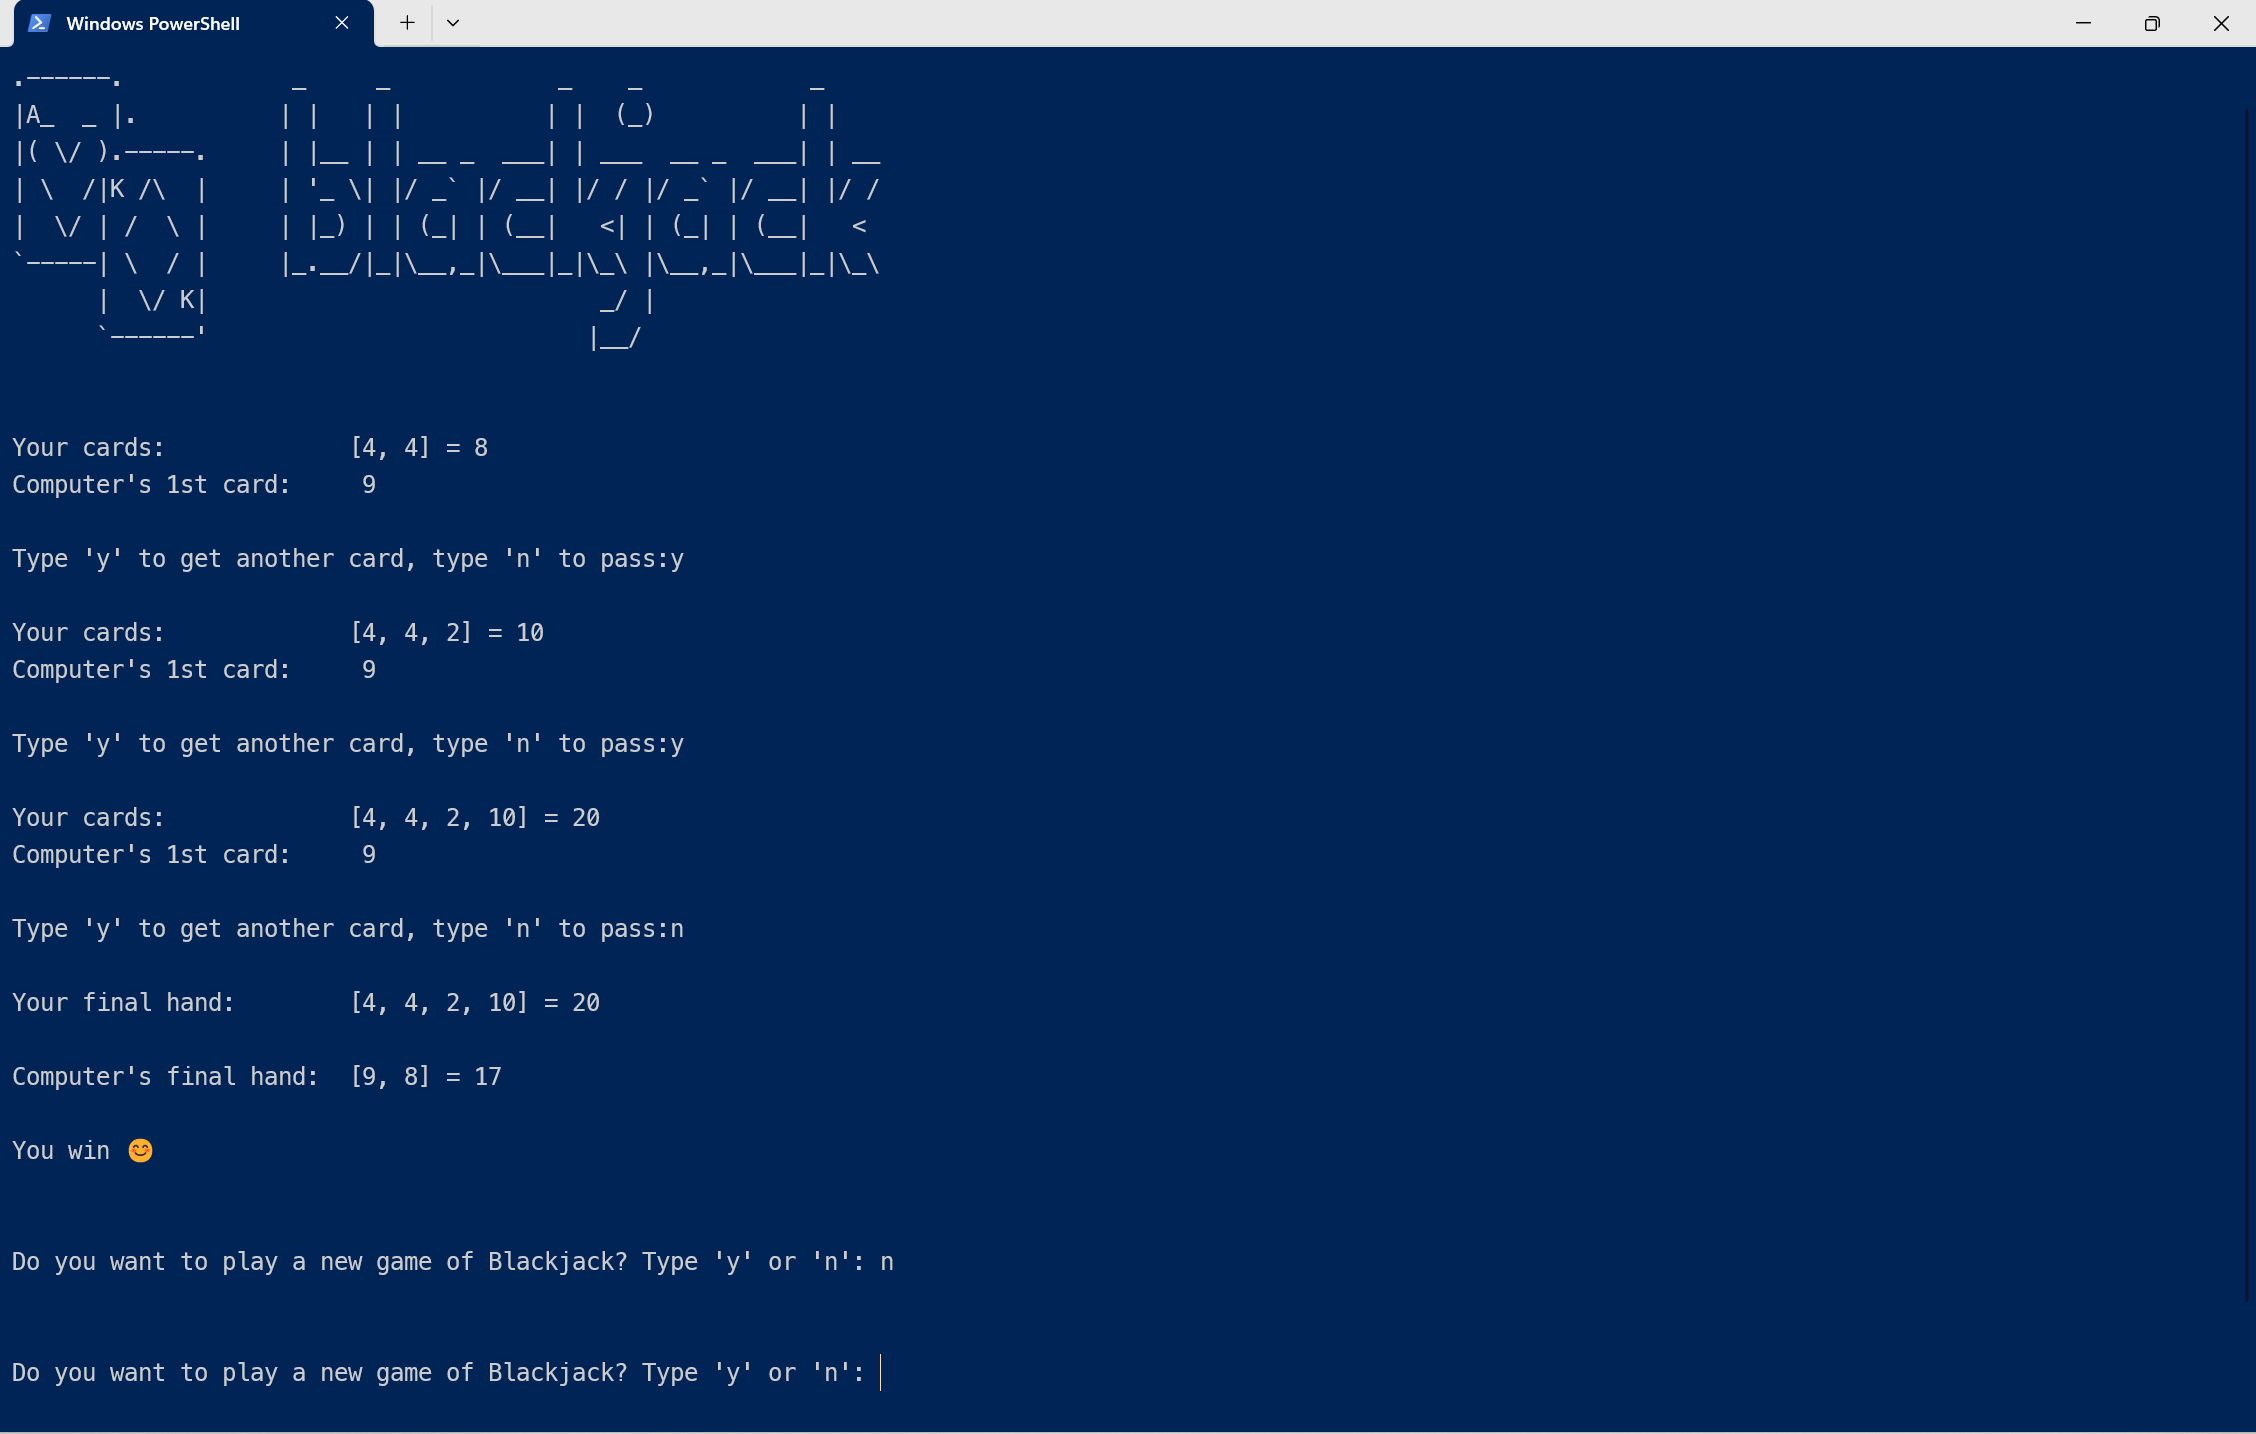 Windows PowerShell
.------.            _     _            _    _            _
|A_  _ |.          | |   | |          | |  (_)          | |
|( \/ ).-----.     | |__ | | __ _  ___| | ___  __ _  ___| | __
| \  /|K /\  |     | '_ \| |/ _` |/ __| |/ / |/ _` |/ __| |/ /
|  \/ | /  \ |     | |_) | | (_| | (__|   <| | (_| | (__|   <
`-----| \  / |     |_.__/|_|\__,_|\___|_|\_\ |\__,_|\___|_|\_\
      |  \/ K|                            _/ |
      `------'                           |__/
Your cards:             [4, 4] = 8
Computer's 1st card:     9
Type 'y' to get another card, type 'n' to pass:y
Your cards:             [4, 4, 2] = 10
Computer's 1st card:     9
Type 'y' to get another card, type 'n' to pass:y
Your cards:             [4, 4, 2, 10] = 20
Computer's 1st card:     9
Type 'y' to get another card, type 'n' to pass:n
Your final hand:        [4, 4, 2, 10] = 20
Computer's final hand:  [9, 8] = 17
You win 😊
Do you want to play a new game of Blackjack? Type 'y' or 'n': n
Do you want to play a new game of Blackjack? Type 'y' or 'n':